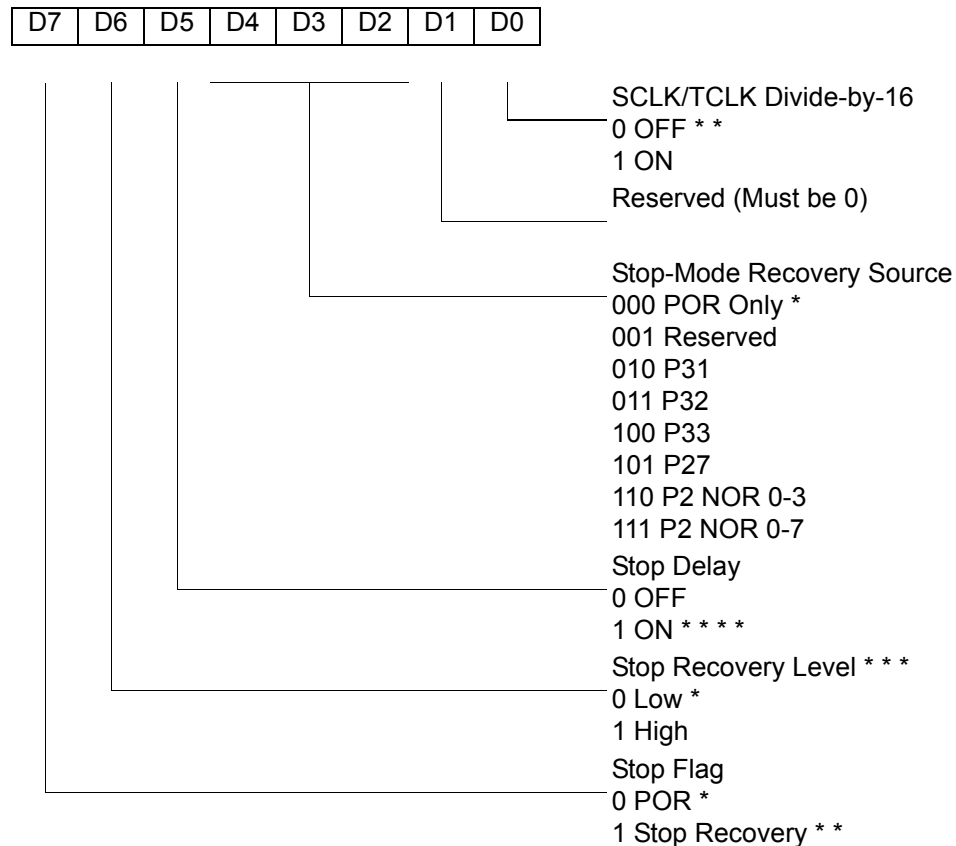 D7 D6 D5 D4 D3 D2 D1 D0
SCLK/TCLK Divide-by-16
0 OFF * *
1 ON
Reserved (Must be 0)
Stop-Mode Recovery Source
000 POR Only *
001 Reserved
010 P31
011 P32
100 P33
101 P27
110 P2 NOR 0-3
111 P2 NOR 0-7
Stop Delay
0 OFF
1 ON * * * *
Stop Recovery Level * * *
0 Low *
1 High
Stop Flag
0 POR *
1 Stop Recovery * *